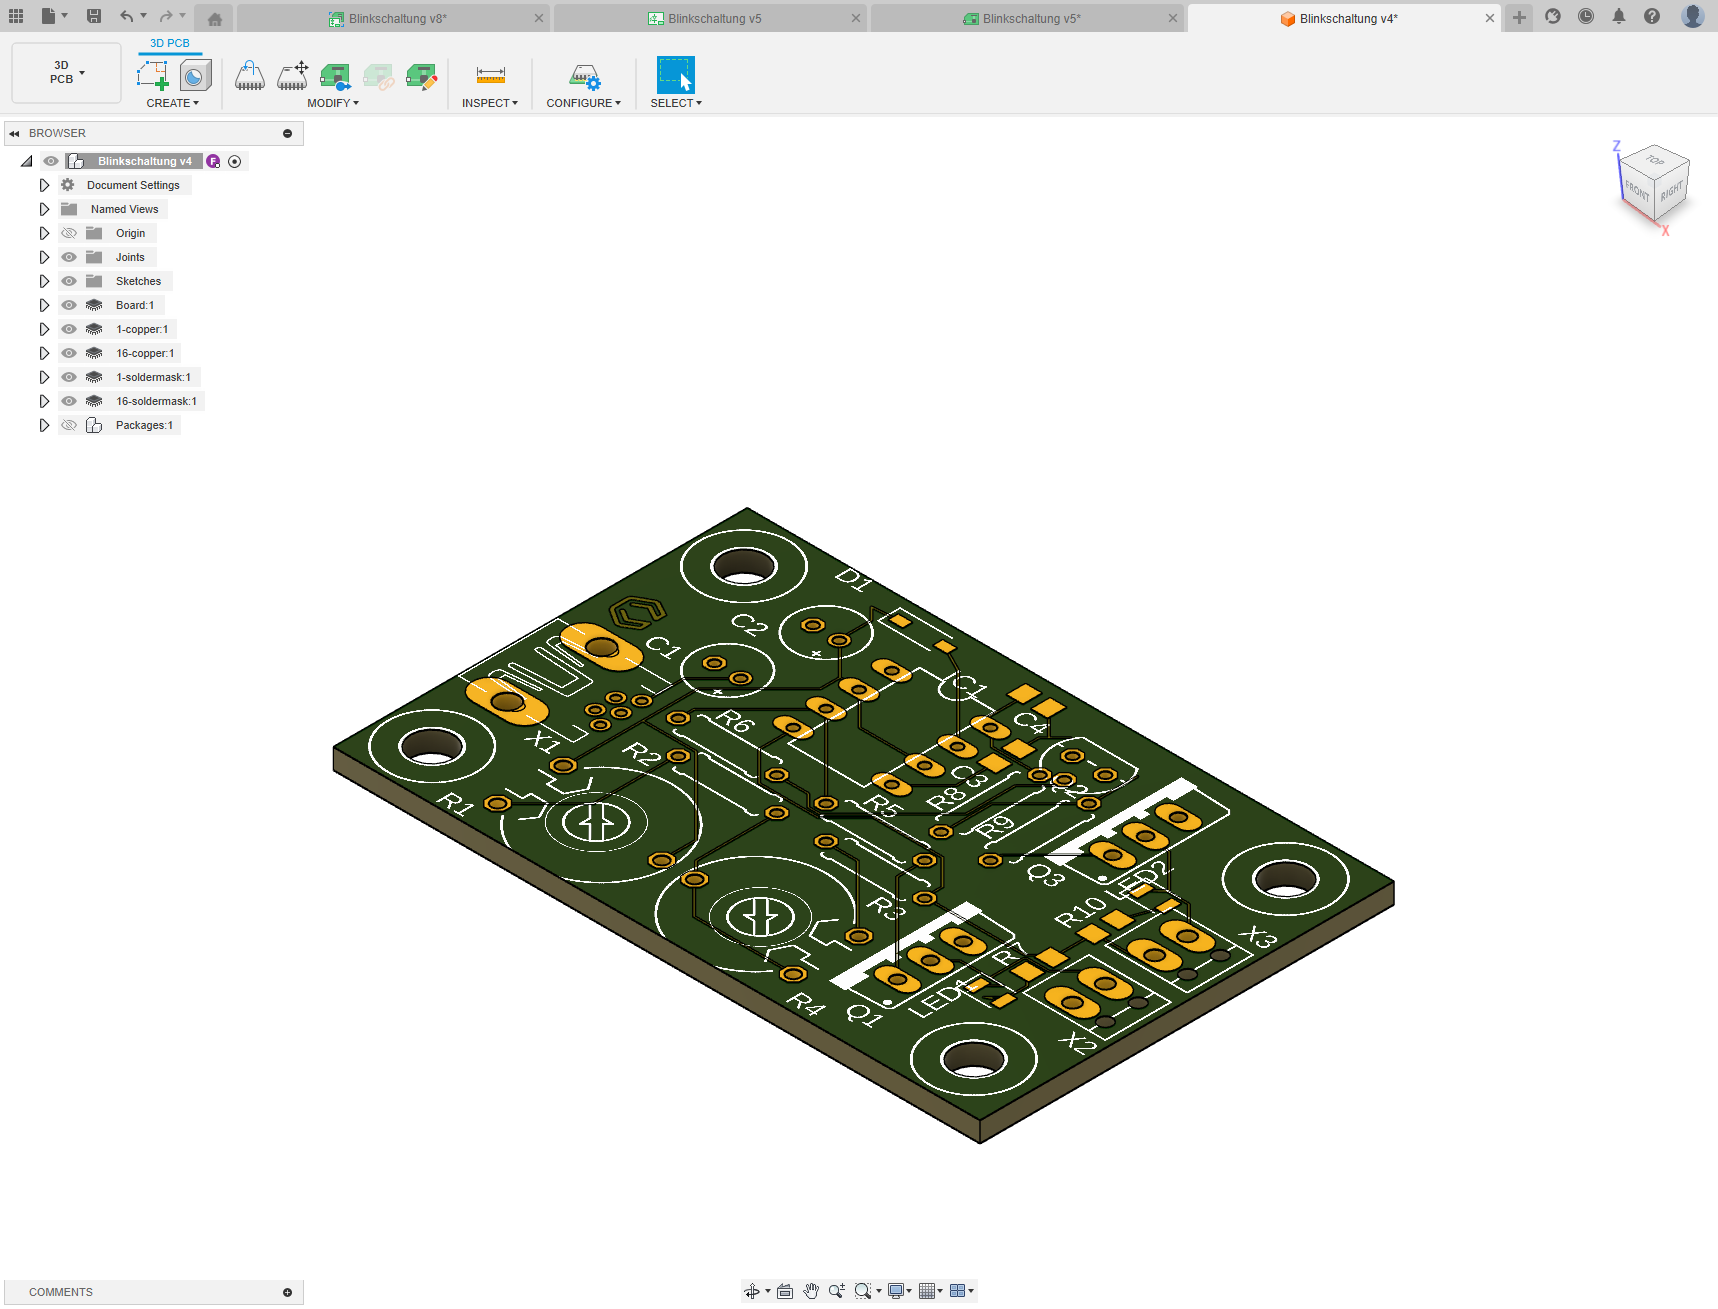 Blinkschaltung v8*
Blinkschaltung v5
Blinkschaltung v5*
Blinkschaltung v4*
3D PCB
3D
PCB
CREATE
MODIFY
INSPECT
CONFIGURE
SELECT
BROWSER
Blinkschaltung v4
F
Document Settings
Named Views
Origin
Joints
Sketches
Board:1
1-copper:1
16-copper:1
1-soldermask:1
16-soldermask:1
Packages:1
Z
TOP
FRONT
RIGHT
X
D1
C2
C1
C4
R6
X1
R2
C3
R1
R5
R8
R9
Q3
LED2
R10
R3
X3
R4
Q1
X2
COMMENTS